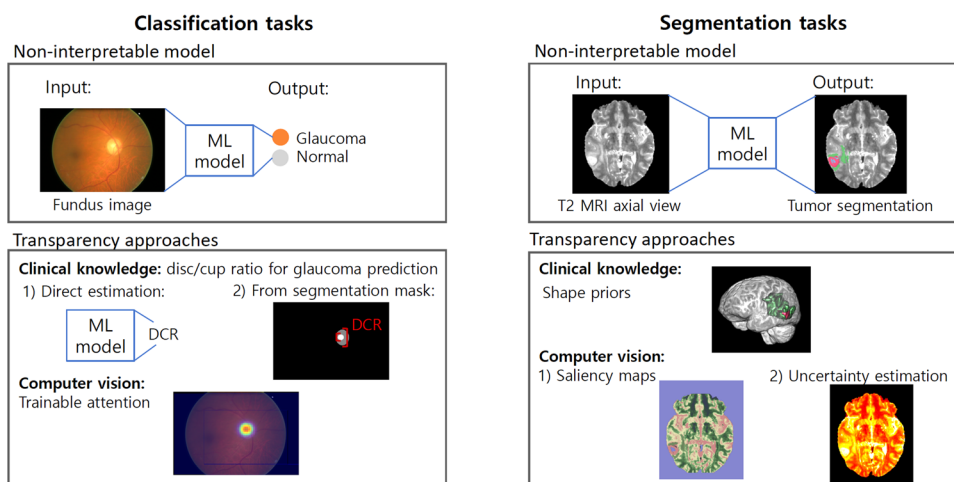 Classification tasks
Non-interpretable model
Input:
Output:
ML
model
Glaucoma
Normal
Fundus image
Transparency approaches
Clinical knowledge: disc/cup ratio for glaucoma prediction
1) Direct estimation:
2) From segmentation mask:
ML
model
DCR
DCR
Computer vision:
Trainable attention
Segmentation tasks
Non-interpretable model
Input:
Output:
ML
model
T2 MRI axial view
Tumor segmentation
Transparency approaches
Clinical knowledge:
Shape priors
Computer vision:
1) Saliency maps
2) Uncertainty estimation